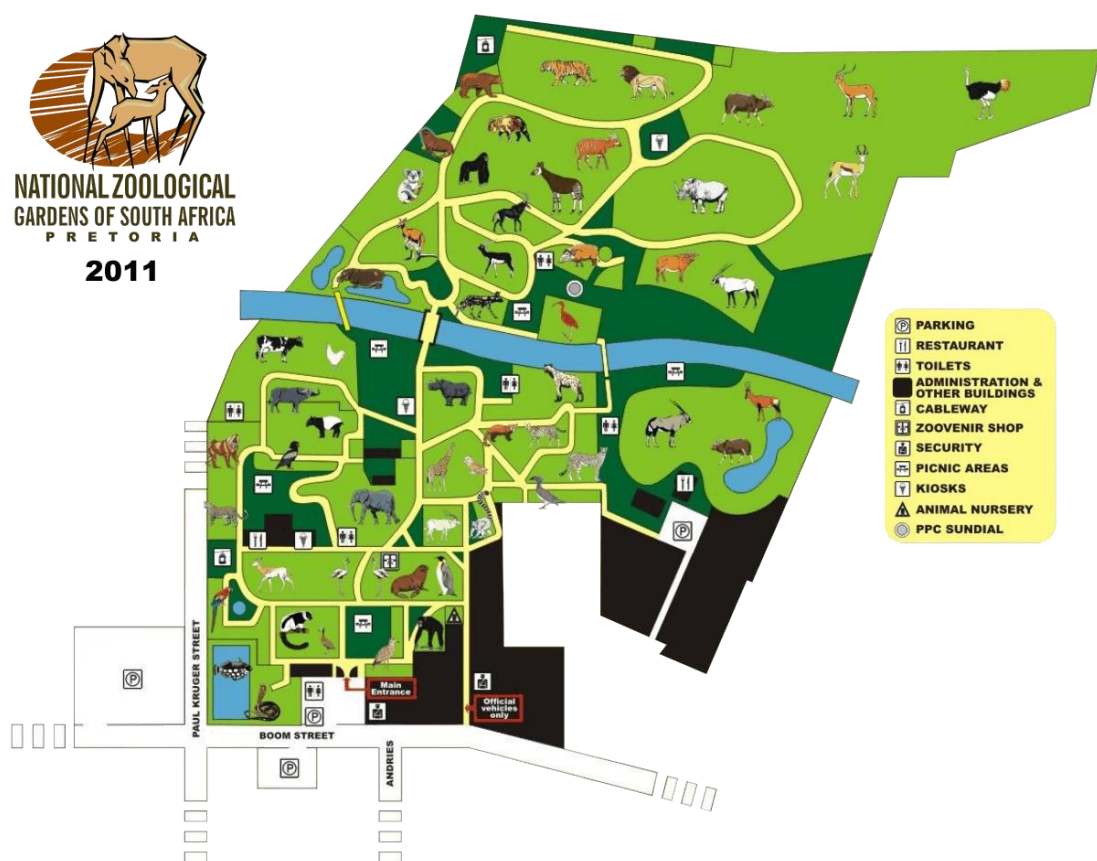 NATIONAL ZOOLOGICAL
GARDENS OF SOUTH AFRICA
PRETORIA
2011
PARKING
RESTAURANT
TOILETS
ADMINISTRATION &
OTHER BUILDINGS
CABLEWAY
ZOOVENIR SHOP
SECURITY
PICNIC AREAS
KIOSKS
ANIMAL NURSERY
PPC SUNDIAL
P
P
P
P
P
PAUL KRUGER STREET
Main
Entrance
Official
vehicles
only
BOOM STREET
ANDRIES